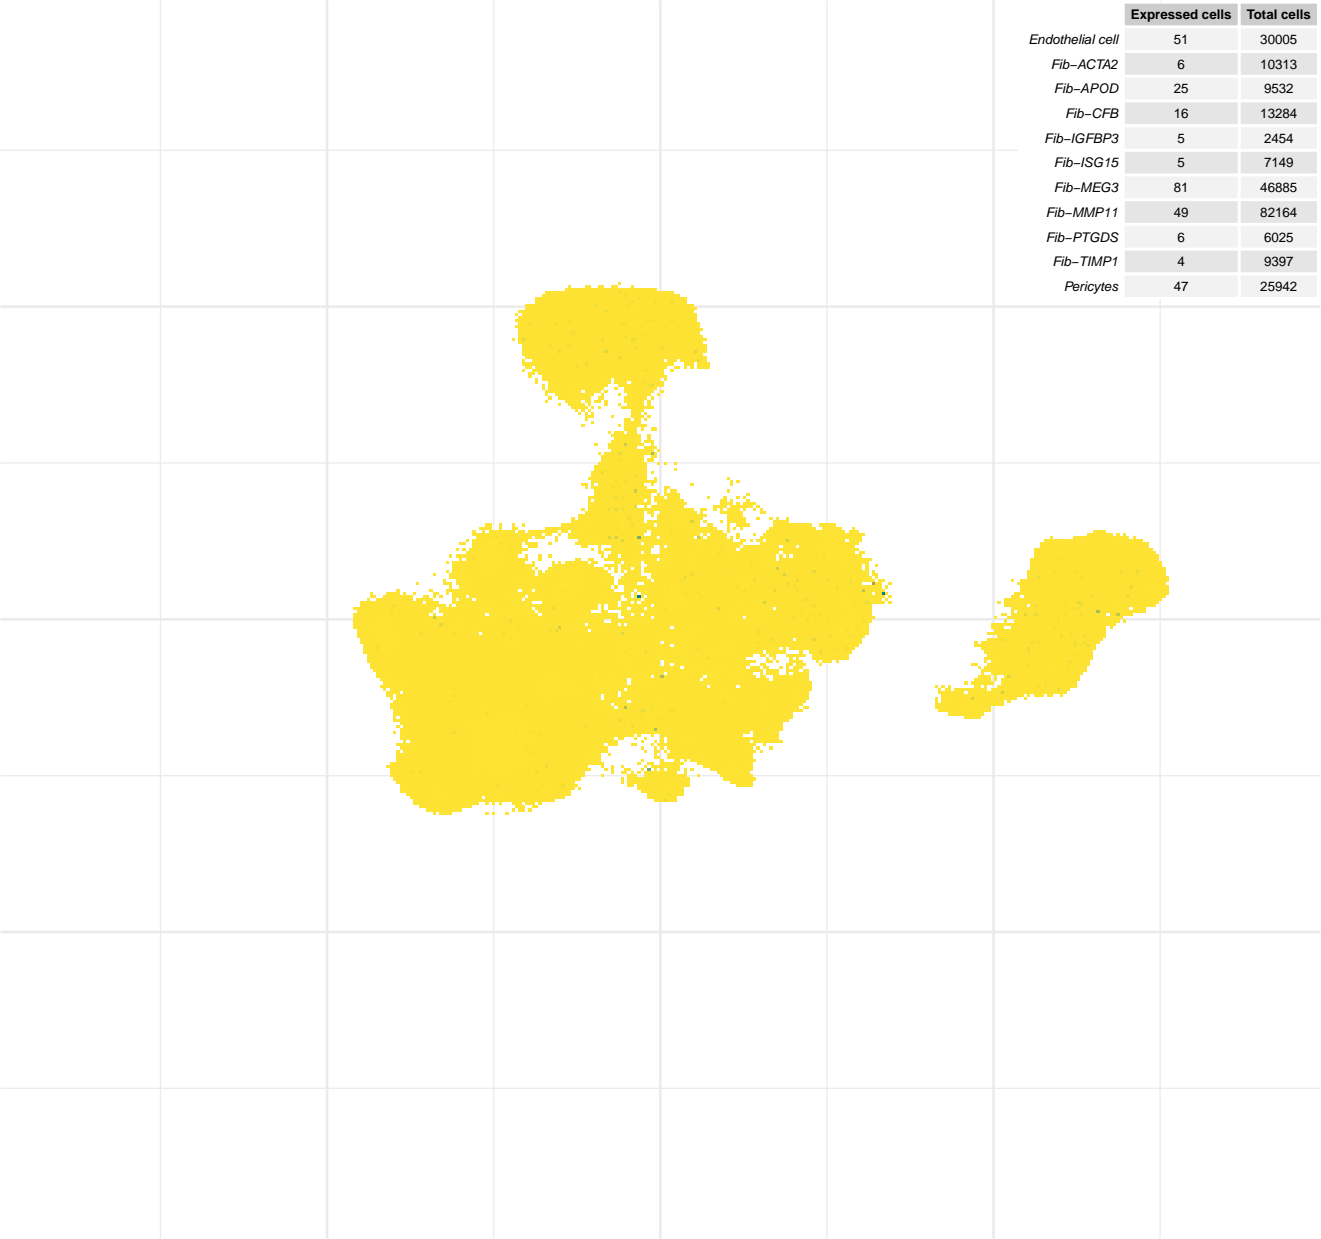 Expressed cells Total cells
Endothelial cell 51 30005
Fib−ACTA2 6 10313
Fib−APOD 25 9532
Fib−CFB 16 13284
Fib−IGFBP3 5 2454
Fib−ISG15 5 7149
Fib−MEG3 81 46885
Fib−MMP11 49 82164
Fib−PTGDS 6 6025
Fib−TIMP1 4 9397
Pericytes 47 25942